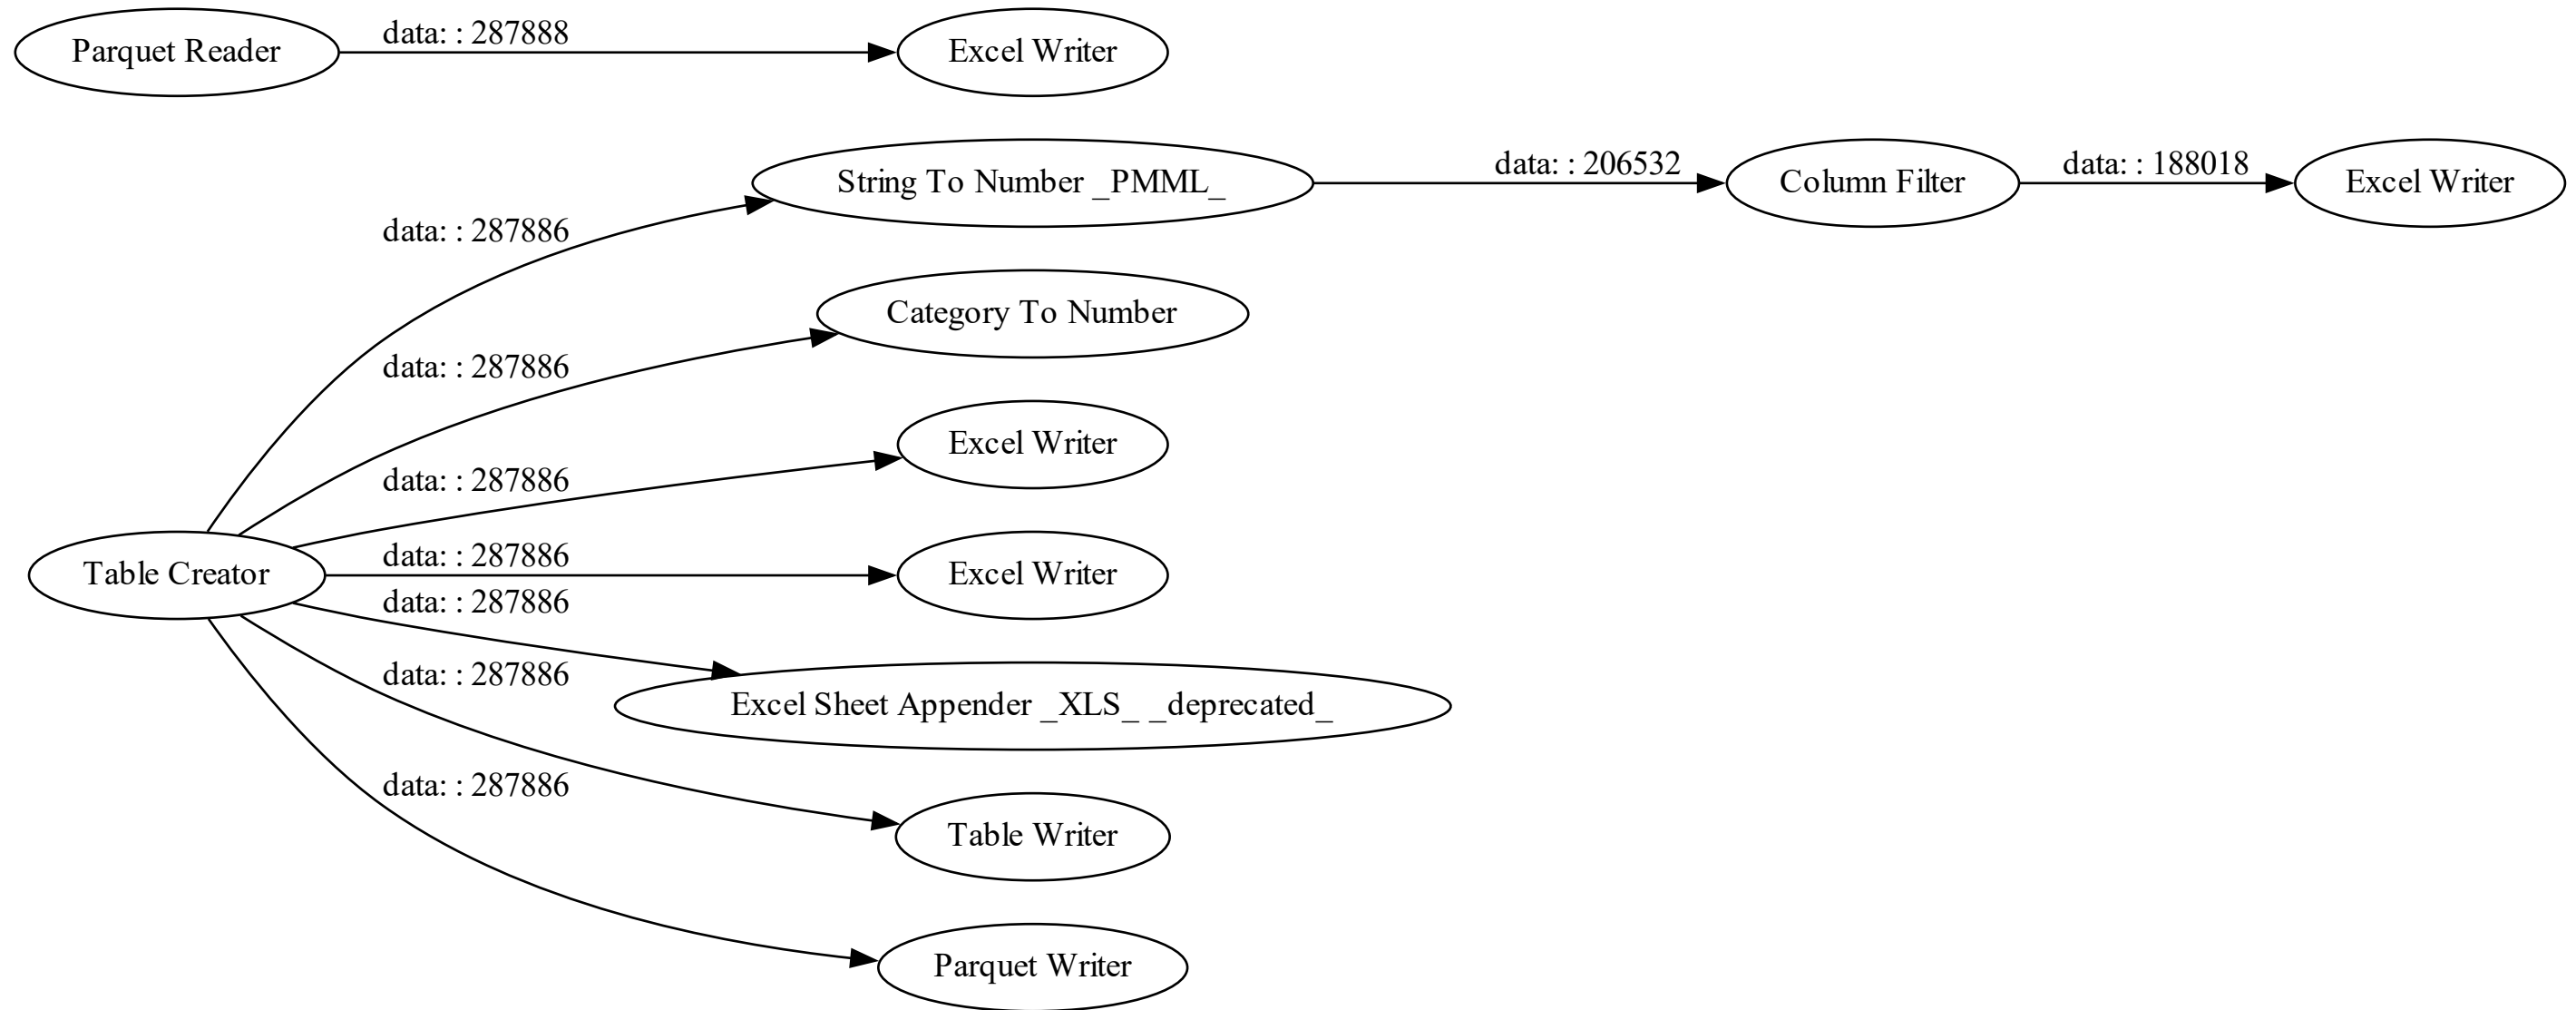 Parquet Reader
data: : 287888
Excel Writer
String To Number _PMML_
data: : 206532
Column Filter
data: : 188018
Excel Writer
data: : 287886
Category To Number
data: : 287886
Excel Writer
data: : 287886
Table Creator
data: : 287886
Excel Writer
data: : 287886
Excel Sheet Appender _XLS_ _deprecated_
data: : 287886
Table Writer
data: : 287886
Parquet Writer